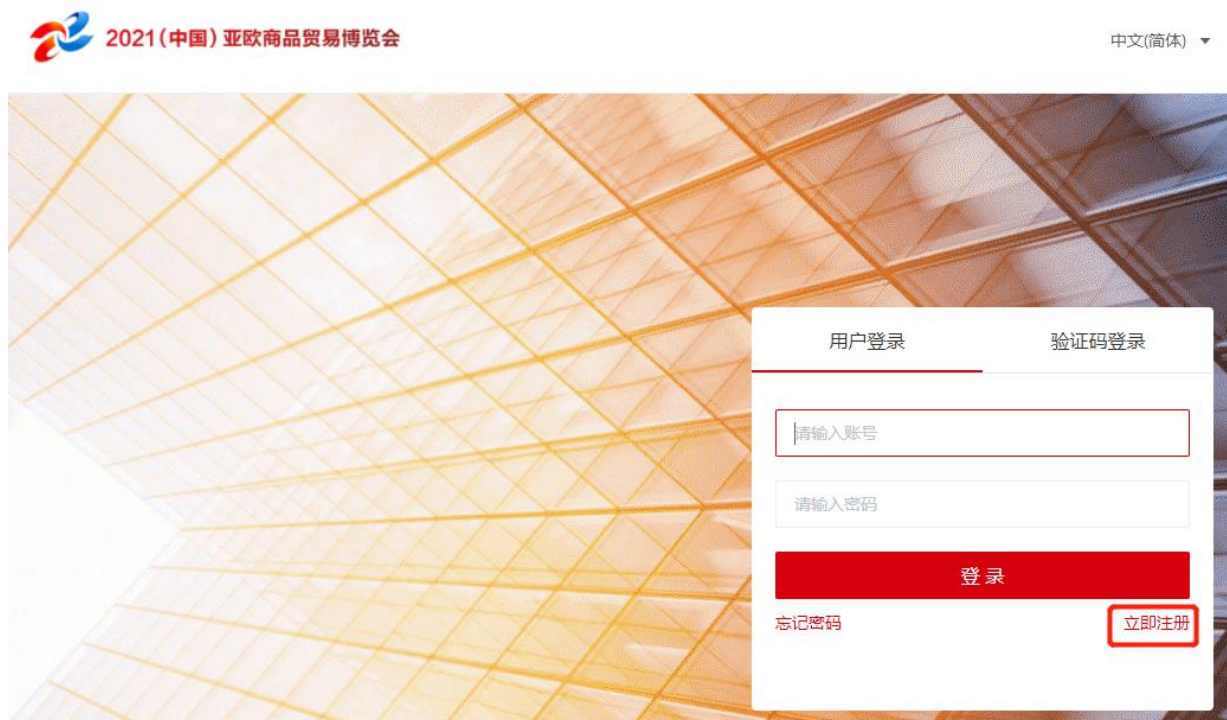 2021(中国)亚欧商品贸易博览会
中文(简体)
用户登录 验证码登录
请输入账号
请输入密码
登录
忘记密码 立即注册